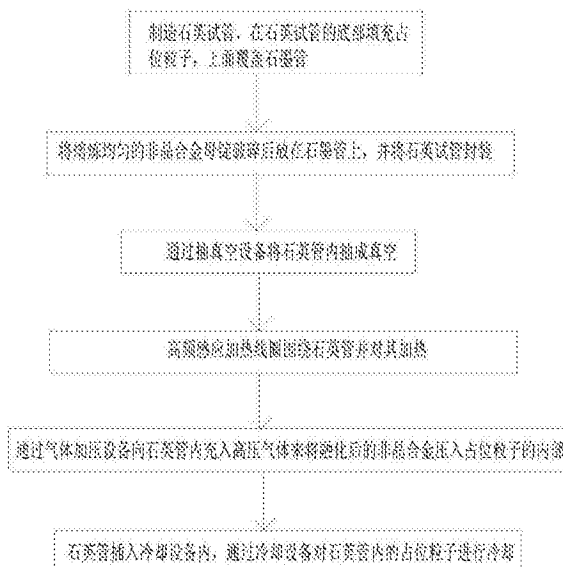 制造石英试管，在石英试管的底部填充占
位粒子，上面覆盖石墨管
将熔炼均匀的非晶合金母锭破碎后放在石墨管上，并将石英试管封装
通过抽真空设备将石英管内抽成真空
高频感应加热线圈围绕石英管并对其加热
通过气体加压设备向石英管内充入高压气体来将融化后的非晶合金压入占位粒子的内部
石英管插入冷却设备内，通过冷却设备对石英管内的占位粒子进行冷却